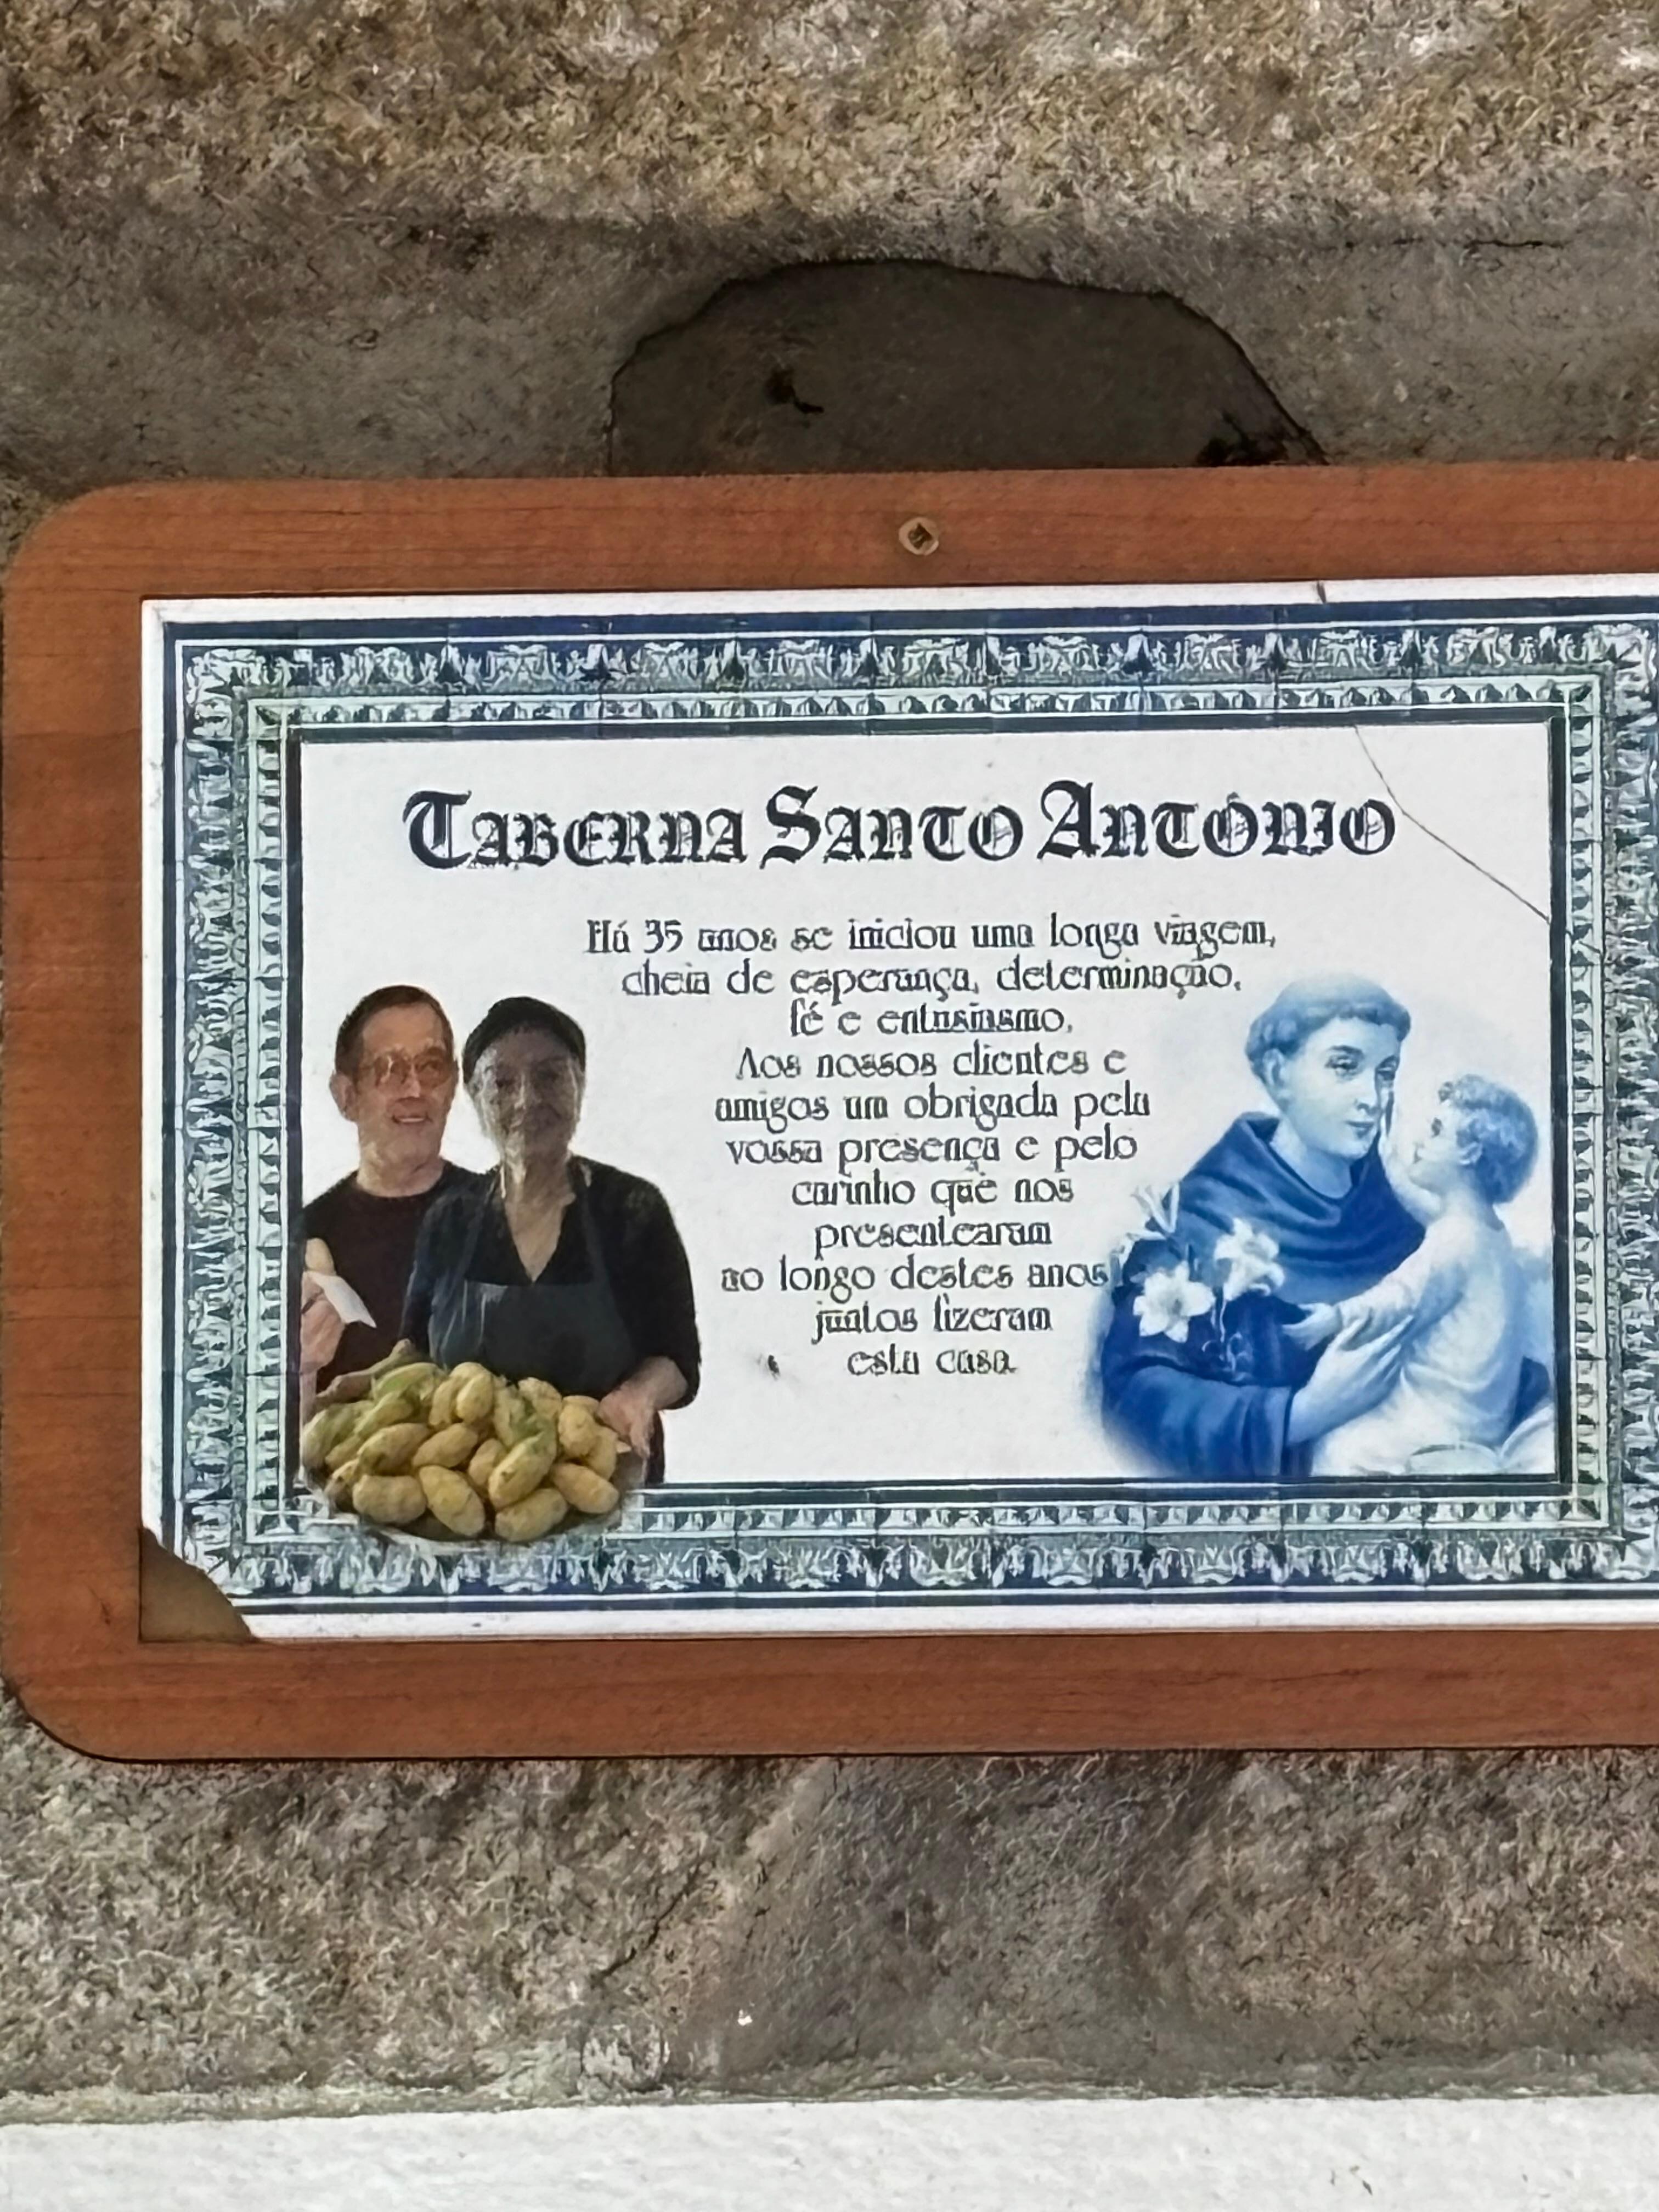 TABERNA SANTO ANTÓNIO
Há 35 anos se iniciou uma longa viagem,
cheia de esperança, determinação,
fé e entusiasmo.
Aos nossos clientes e
amigos um obrigada pela
vossa presença e pelo
carinho que nos
presentearam
ao longo destes anos
juntos fizeram
esta casa